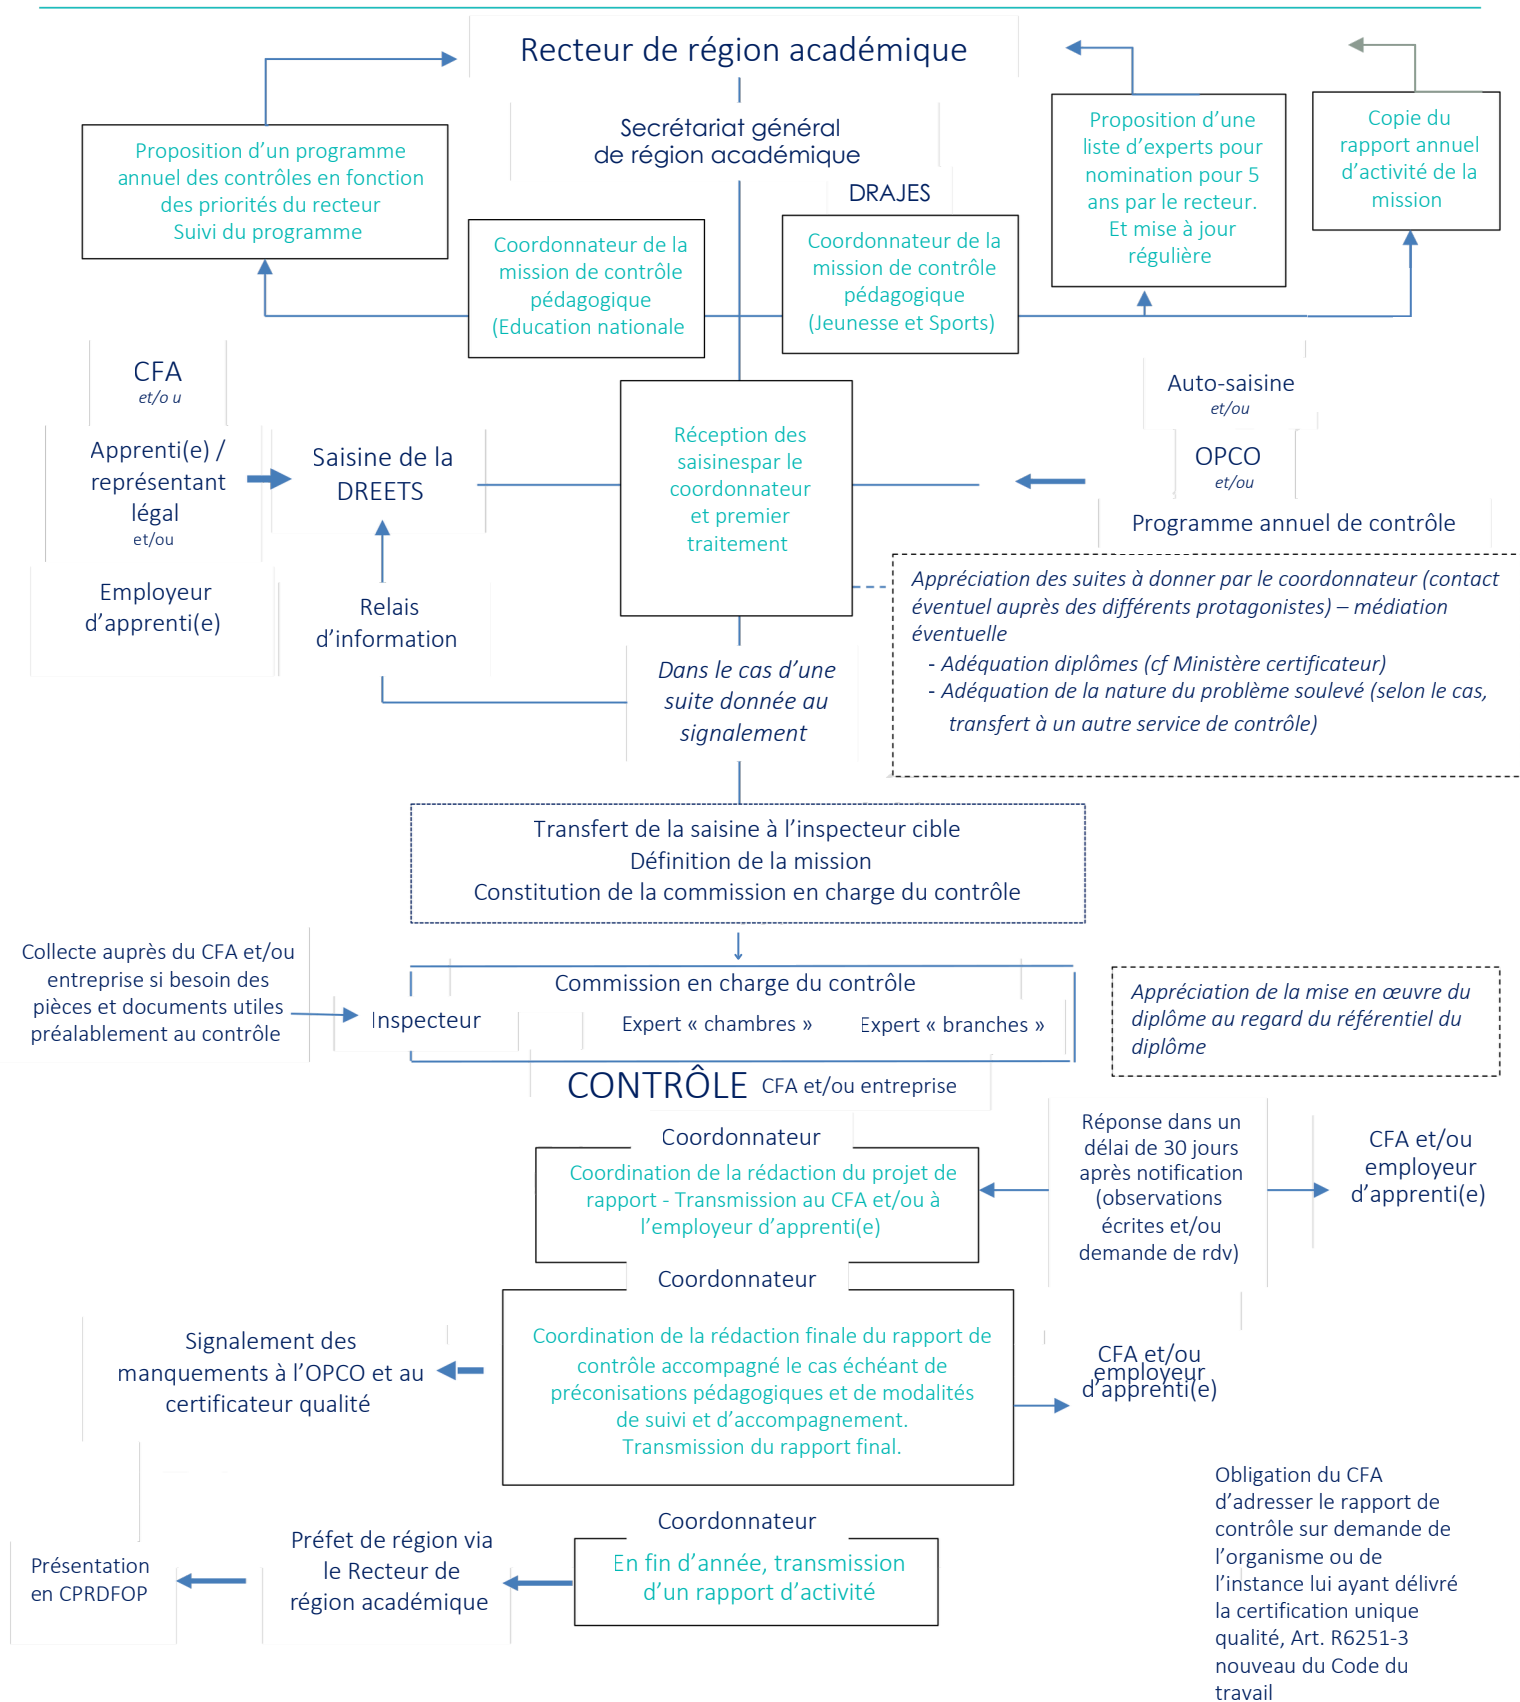 Recteur de région académique
Secrétariat général
de région académique
DRAJES
Proposition d’un programme
annuel des contrôles en fonction
des priorités du recteur
Suivi du programme
Coordonnateur de la
mission de contrôle
pédagogique
(Education nationale
Coordonnateur de la
mission de contrôle
pédagogique
(Jeunesse et Sports)
Proposition d’une
liste d’experts pour
nomination pour 5
ans par le recteur.
Et mise à jour
régulière
Copie du
rapport annuel
d’activité de la
mission
CFA
et/o u
Apprenti(e) /
représentant
légal
et/ou
Employeur
d’apprenti(e)
Saisine de la
DREETS
Relais
d’information
Réception des
saisinespar le
coordonnateur
et premier
traitement
Auto-saisine
et/ou
OPCO
et/ou
Programme annuel de contrôle
Appréciation des suites à donner par le coordonnateur (contact
éventuel auprès des différents protagonistes) – médiation
éventuelle
- Adéquation diplômes (cf Ministère certificateur)
- Adéquation de la nature du problème soulevé (selon le cas,
transfert à un autre service de contrôle)
Dans le cas d’une
suite donnée au
signalement
Transfert de la saisine à l’inspecteur cible
Définition de la mission
Constitution de la commission en charge du contrôle
Collecte auprès du CFA et/ou
entreprise si besoin des
pièces et documents utiles
préalablement au contrôle
Commission en charge du contrôle
Inspecteur
Expert « chambres »
Expert « branches »
Appréciation de la mise en œuvre du
diplôme au regard du référentiel du
diplôme
CONTRÔLE CFA et/ou entreprise
Coordonnateur
Coordination de la rédaction du projet de
rapport - Transmission au CFA et/ou à
l’employeur d’apprenti(e)
Réponse dans un
délai de 30 jours
après notification
(observations
écrites et/ou
demande de rdv)
CFA et/ou
employeur
d’apprenti(e)
Coordonnateur
Coordination de la rédaction finale du rapport de
contrôle accompagné le cas échéant de
préconisations pédagogiques et de modalités
de suivi et d’accompagnement.
Transmission du rapport final.
Signalement des
manquements à l’OPCO et au
certificateur qualité
CFA et/ou
employeur
d’apprenti(e)
Coordonnateur
En fin d’année, transmission
d’un rapport d’activité
Préfet de région via
le Recteur de
région académique
Présentation
en CPRDFOP
Obligation du CFA
d’adresser le rapport de
contrôle sur demande de
l’organisme ou de
l’instance lui ayant délivré
la certification unique
qualité, Art. R6251-3
nouveau du Code du
travail